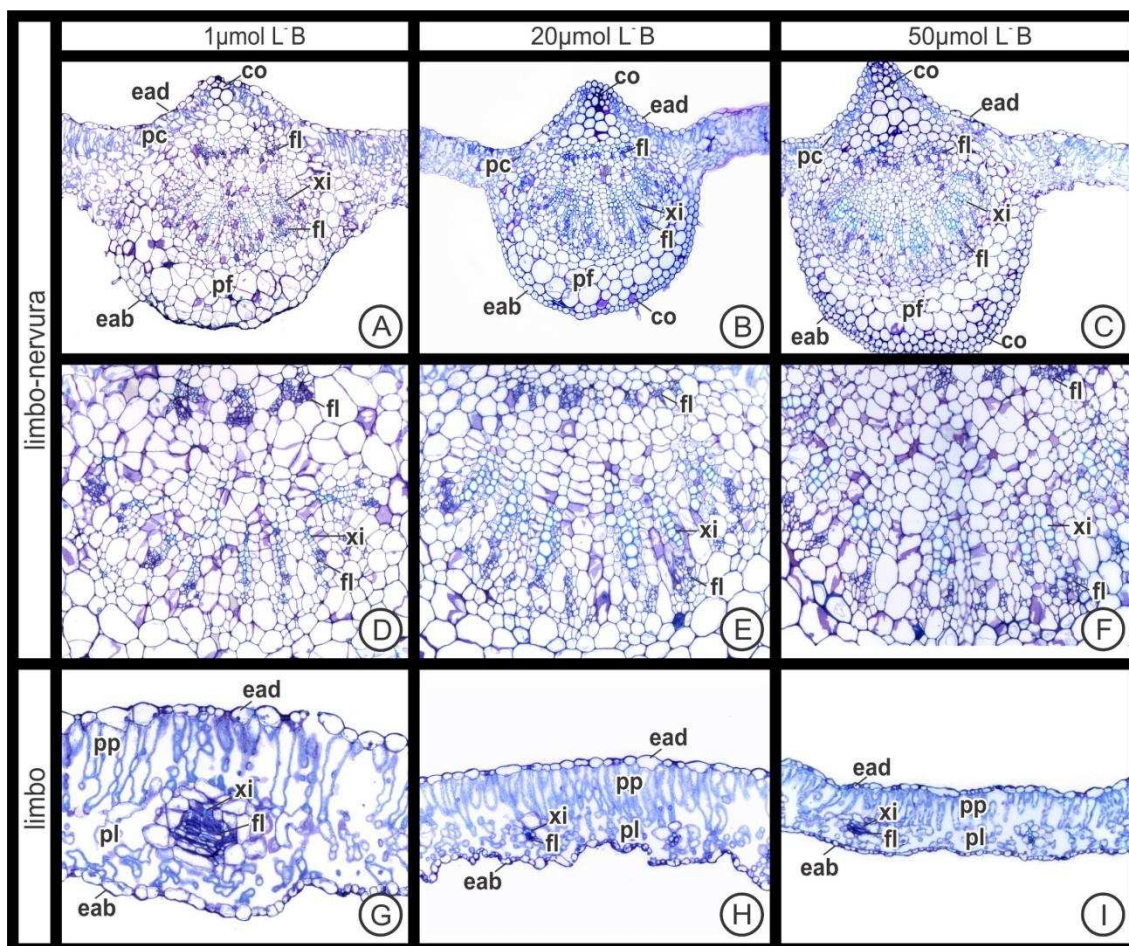 1µmol L⁻B
20µmol L⁻B
50µmol L⁻B
limbo-nervura
co
ead
pc
fl
xi
fl
pf
eab
A
co
ead
pc
fl
xi
fl
pf
eab
co
B
co
ead
pc
fl
xi
fl
pf
eab
co
C
fl
xi
fl
D
fl
xi
fl
E
fl
xi
fl
F
limbo
ead
pp
xi
fl
pl
eab
G
ead
pp
xi
pl
fl
eab
H
ead
pp
xi
fl
pl
eab
I